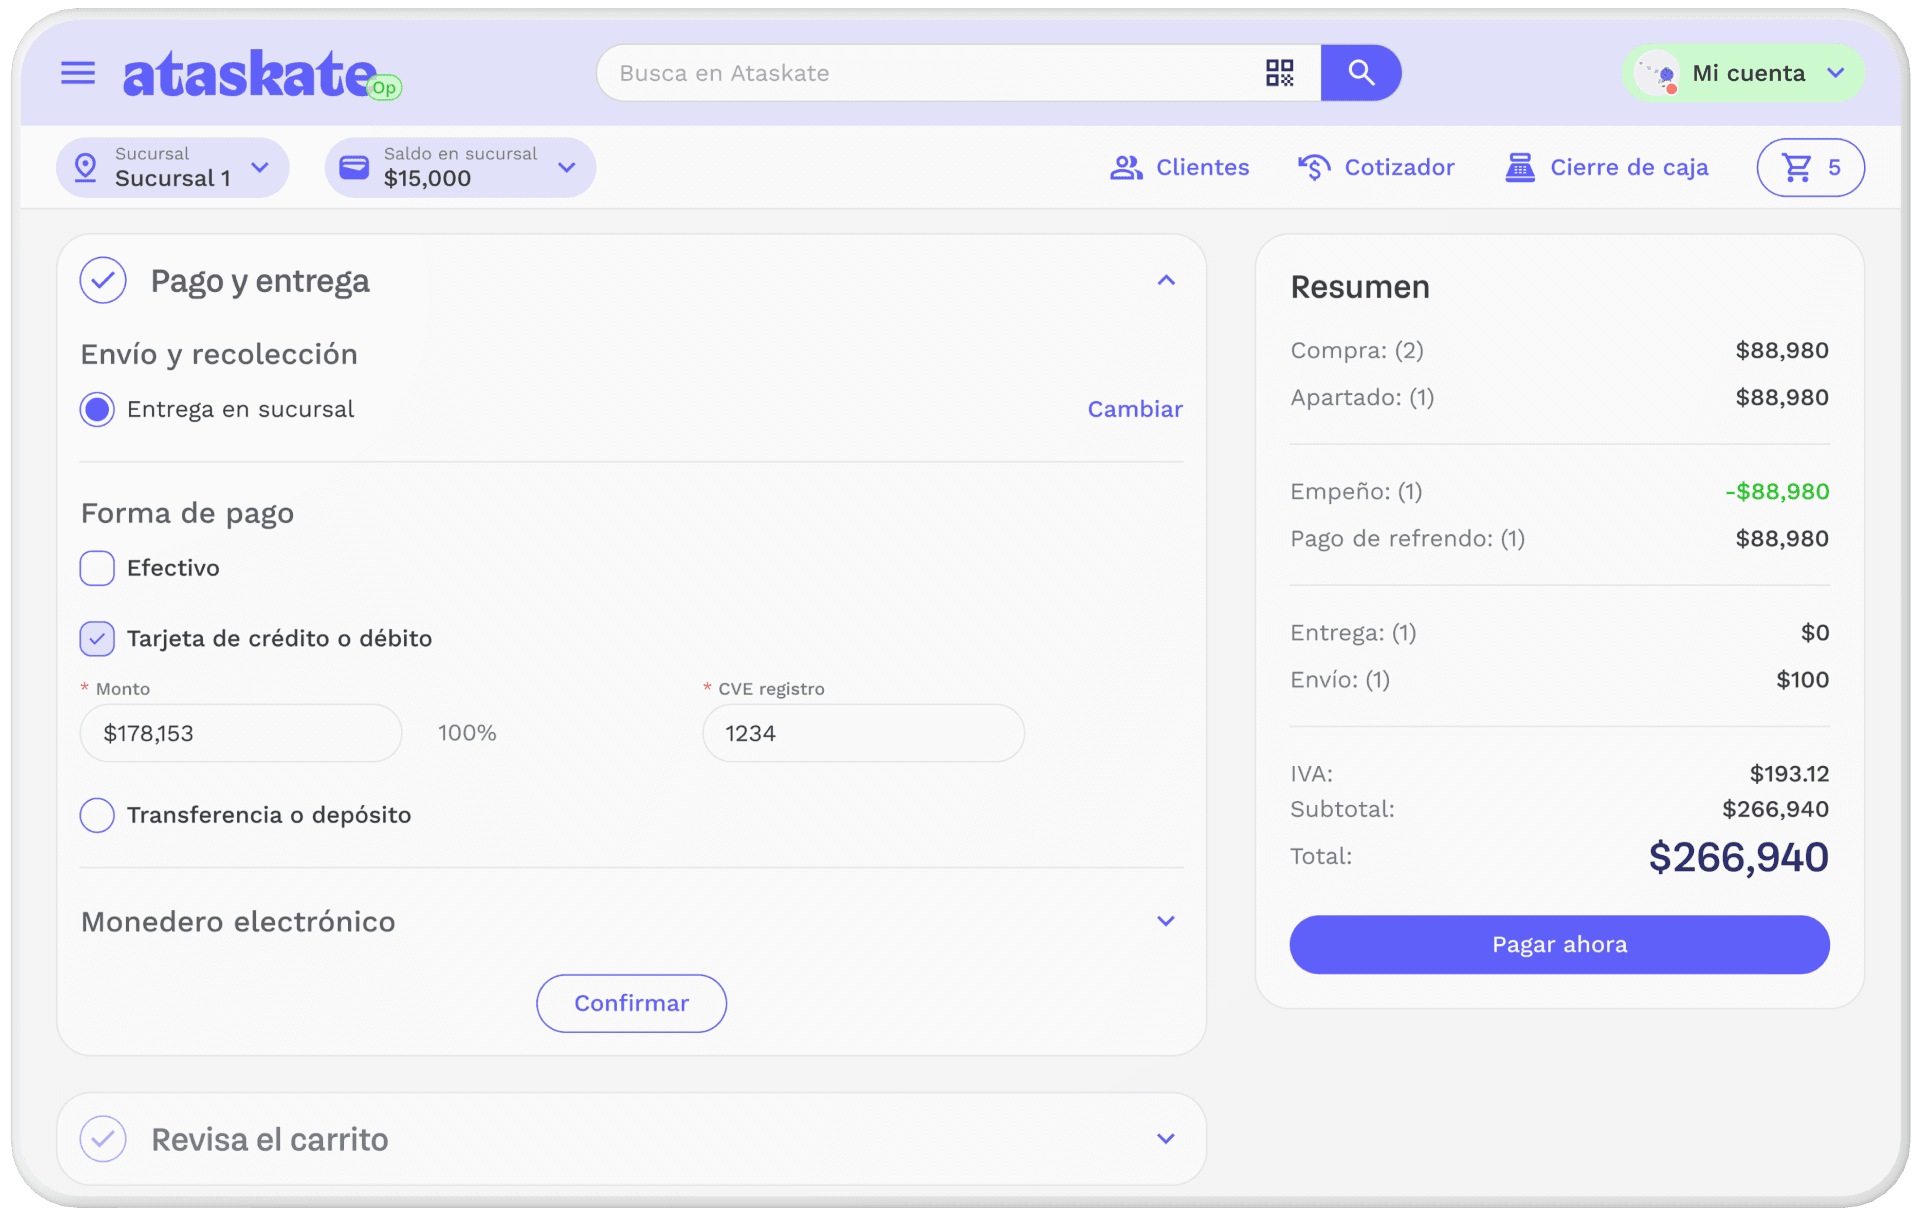 ataskate Op
Busca en Ataskate
Mi cuenta
Sucursal
Sucursal 1
Saldo en sucursal
$15,000
Clientes
Cotizador
Cierre de caja
5
Pago y entrega
Envío y recolección
Entrega en sucursal
Cambiar
Forma de pago
Efectivo
Tarjeta de crédito o débito
* Monto
$178,153
100%
* CVE registro
1234
Transferencia o depósito
Monedero electrónico
Confirmar
Revisa el carrito
Resumen
Compra: (2) $88,980
Apartado: (1) $88,980
Empeño: (1) -$88,980
Pago de refrendo: (1) $88,980
Entrega: (1) $0
Envío: (1) $100
IVA: $193.12
Subtotal: $266,940
Total: $266,940
Pagar ahora